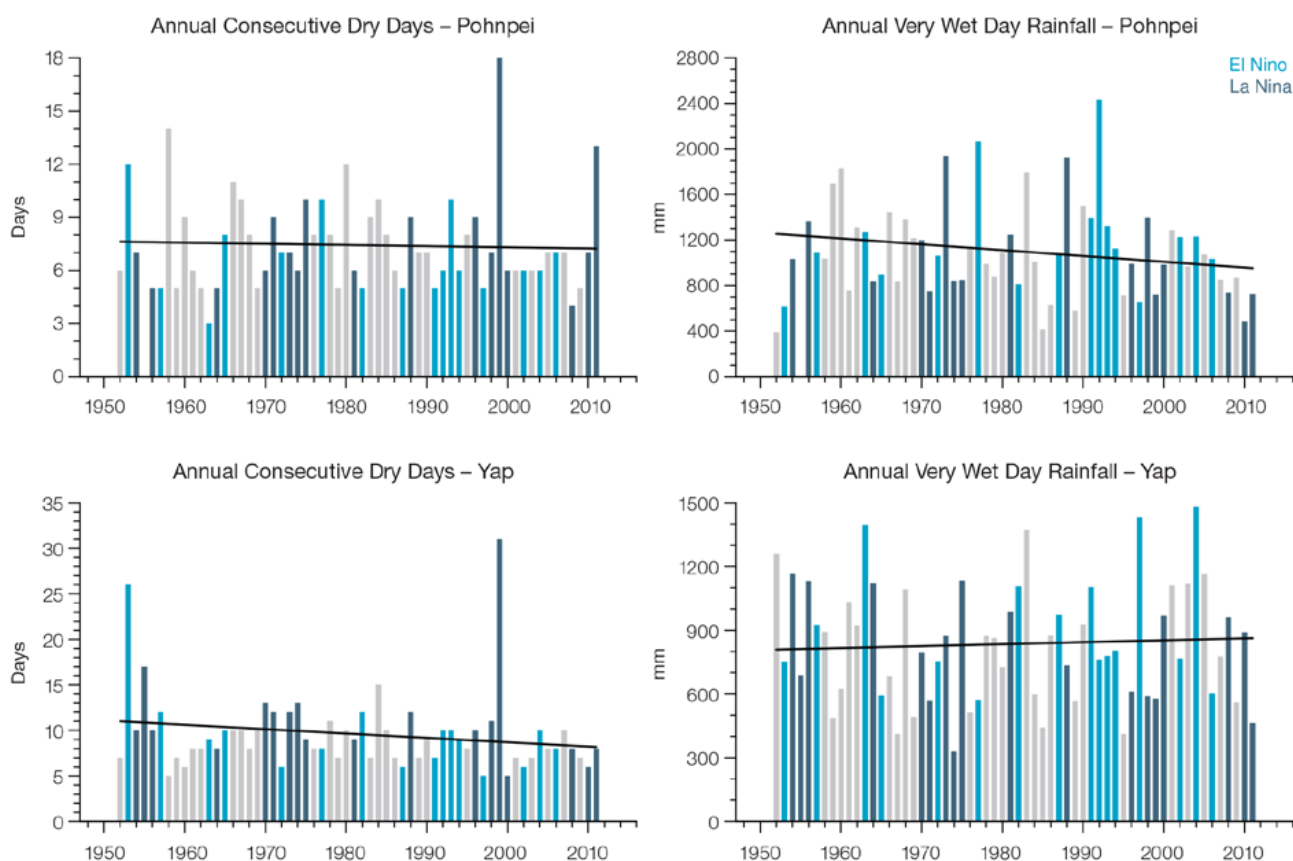 Annual Consecutive Dry Days – Pohnpei
18
15
12
9
6
3
0
Days
1950 1960 1970 1980 1990 2000 2010
Annual Very Wet Day Rainfall – Pohnpei
2800
2400
2000
1600
1200
800
400
0
mm
El Nino
La Nina
1950 1960 1970 1980 1990 2000 2010
Annual Consecutive Dry Days – Yap
35
30
25
20
15
10
5
0
Days
1950 1960 1970 1980 1990 2000 2010
Annual Very Wet Day Rainfall – Yap
1500
1200
900
600
300
0
mm
1950 1960 1970 1980 1990 2000 2010